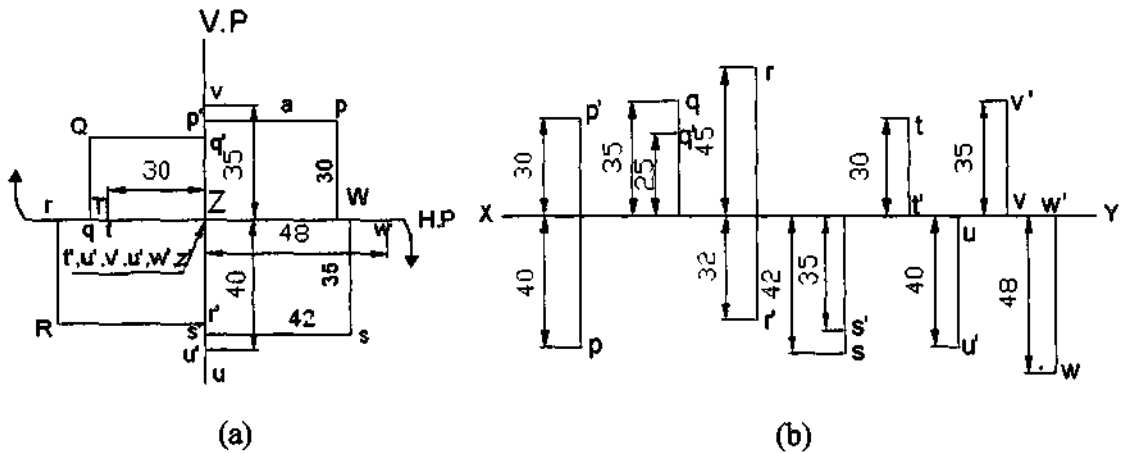 V.P
v
p' a p
Q q'
30 35 30
r T Z W H.P
q t 48 w'
t',u',v',u',w',z'
40 35
R r' 42
s' s
u'
u
(a)
r
p' q v'
q' 45 t
30 35 25 30 35
X t' u v w' Y
40 32 42 35 40 48
r' s' u'
p s w
(b)